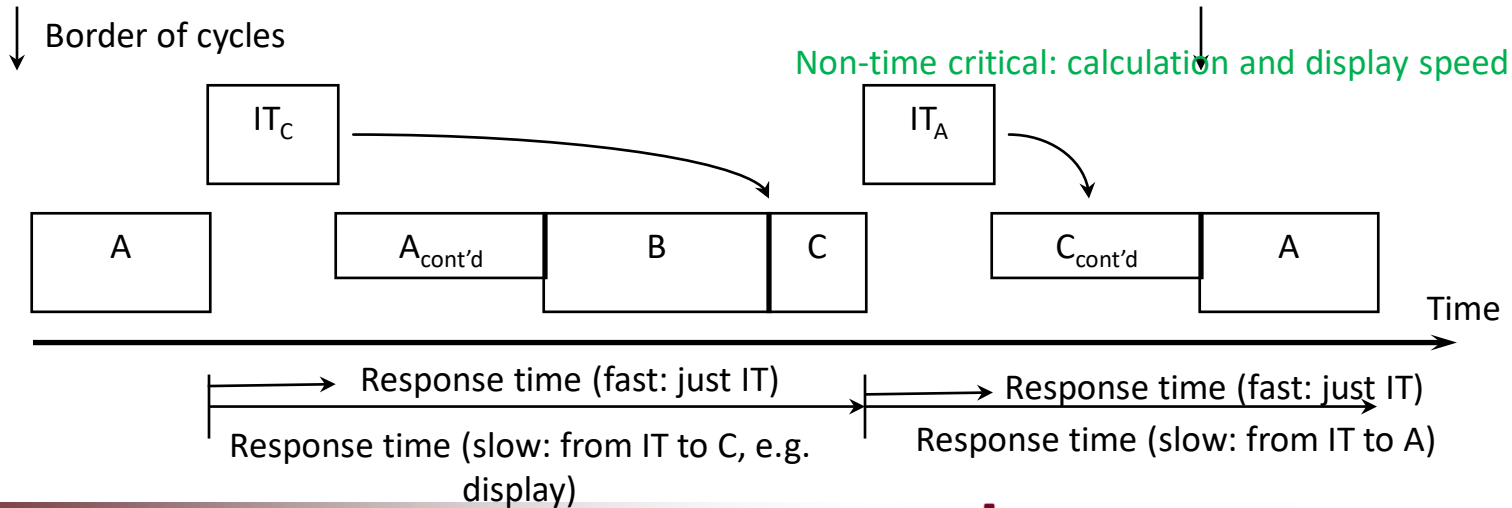 Border of cycles
Non-time critical: calculation and display speed
IT_C
IT_A
A
A_cont’d
B
C
C_cont’d
A
Time
Response time (fast: just IT)
Response time (fast: just IT)
Response time (slow: from IT to C, e.g.
display)
Response time (slow: from IT to A)